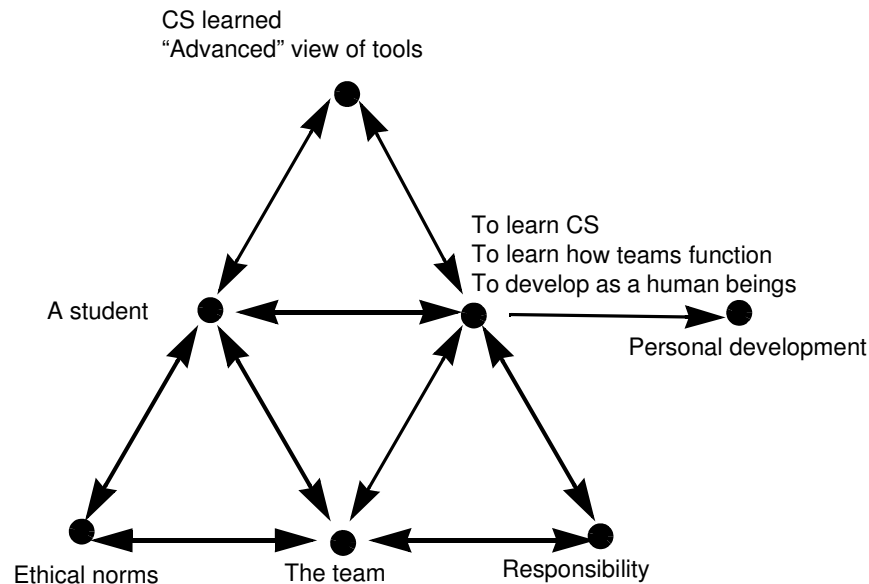 CS learned
“Advanced” view of tools
To learn CS
To learn how teams function
To develop as a human beings
A student
Personal development
Ethical norms
The team
Responsibility